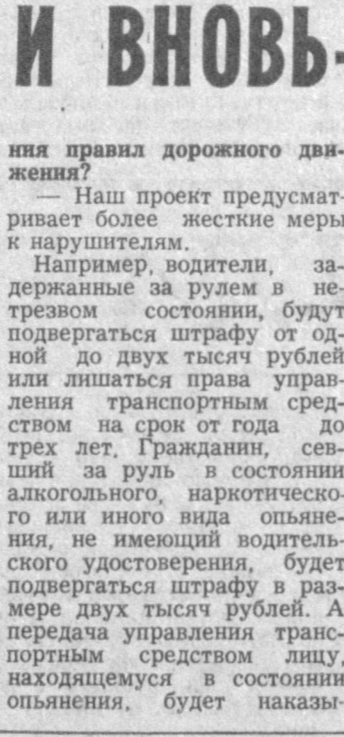 И ВНОВЬ-
ния правил дорожного дви-
жения?
— Наш проект предусмат-
ривает более жесткие меры
к нарушителям.
Например, водители, за-
держанные за рулем в не-
трезвом состоянии, будут
подвергаться штрафу от од-
ной до двух тысяч рублей
или лишаться права управ-
ления транспортным сред-
ством на срок от года до
трех лет. Гражданин, сев-
ший за руль в состоянии
алкогольного, наркотическо-
го или иного вида опьяне-
ния, не имеющий водитель-
ского удостоверения, будет
подвергаться штрафу в раз-
мере двух тысяч рублей. А
передача управления транс-
портным средством лицу,
находящемуся в состоянии
опьянения, будет наказы-